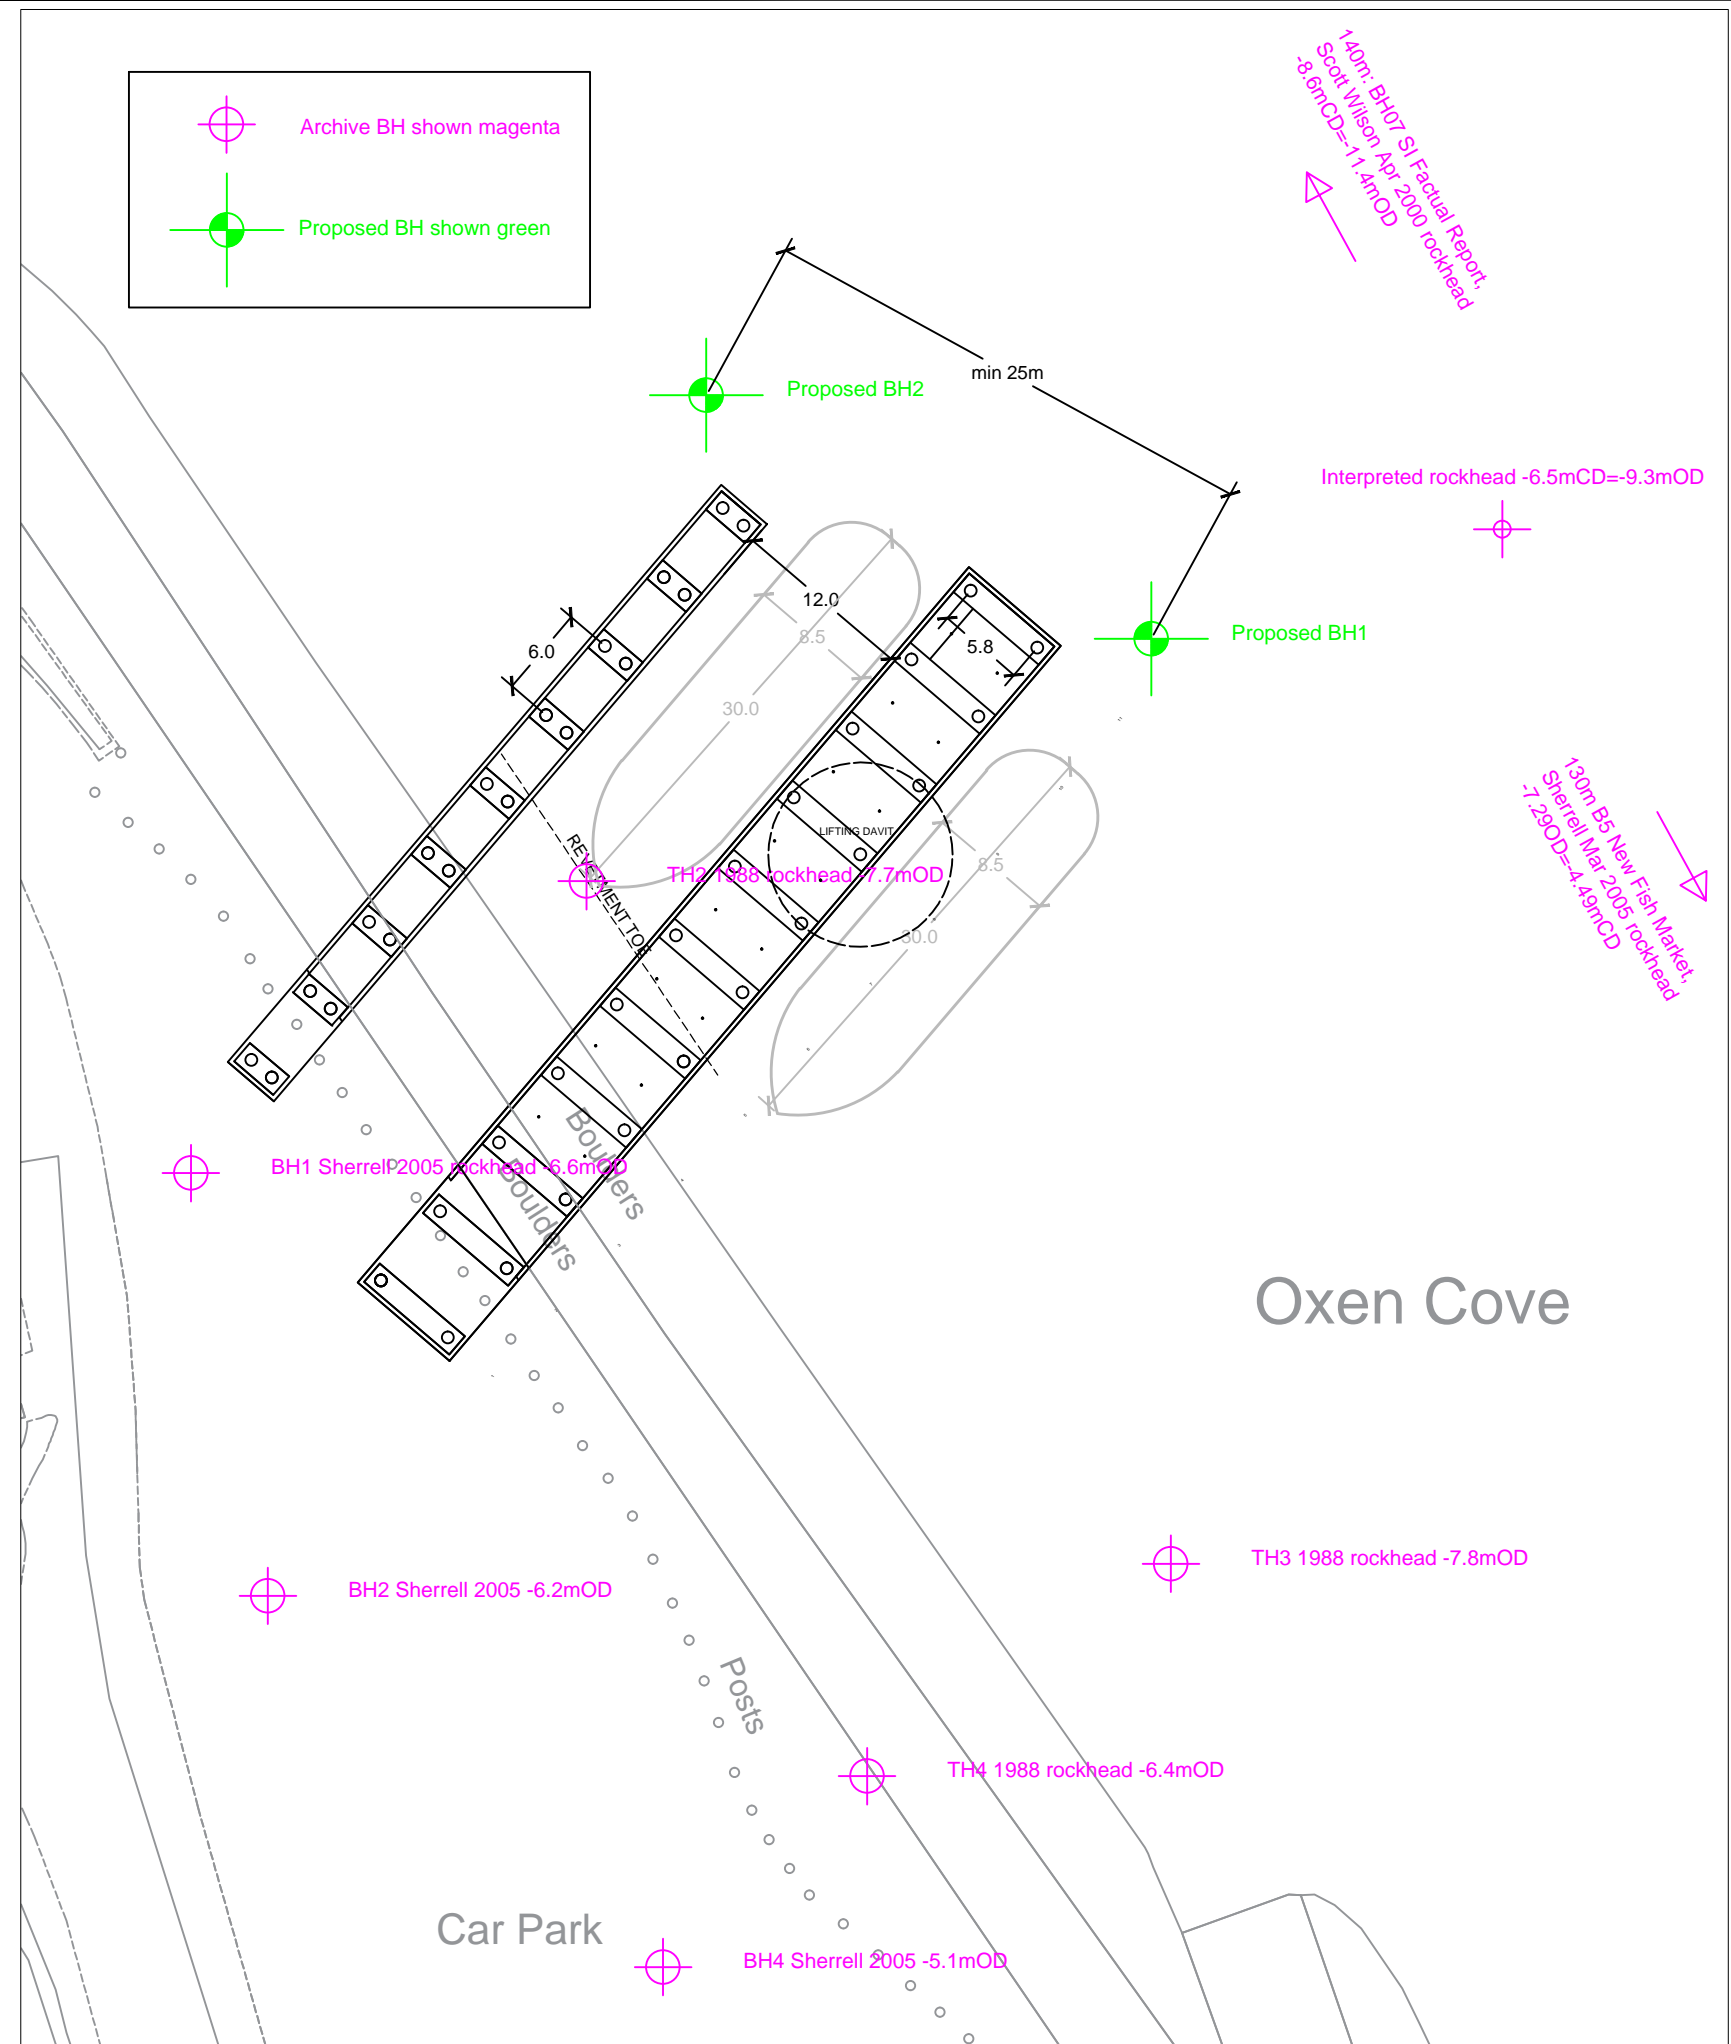 140m: BH07 SI Factual Report,
Scott Wilson Apr 2000 rockhead
-8.6mCD=-11.4mOD
Archive BH shown magenta
Proposed BH shown green
min 25m
Proposed BH2
Interpreted rockhead -6.5mCD=-9.3mOD
12.0
8.5
6.0
5.8
Proposed BH1
30.0
130m B5 New Fish Market,
Sherrell Mar 2005 rockhead
-7.29OD=-4.49mCD
LIFTING DAVIT
REVETMENT TOE
TH2 1988 rockhead -7.7mOD
8.5
30.0
Boulders
BH1 Sherrell 2005 rockhead -6.6mOD
Boulders
Oxen Cove
TH3 1988 rockhead -7.8mOD
BH2 Sherrell 2005 -6.2mOD
Posts
TH4 1988 rockhead -6.4mOD
Car Park
BH4 Sherrell 2005 -5.1mOD